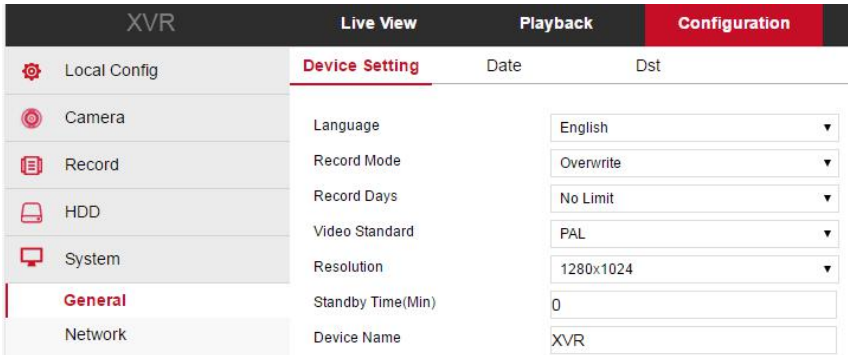 XVR Live View Playback Configuration
Local Config
Camera
Record
HDD
System
General
Network
Device Setting Date Dst
Language English
Record Mode Overwrite
Record Days No Limit
Video Standard PAL
Resolution 1280x1024
Standby Time(Min) 0
Device Name XVR